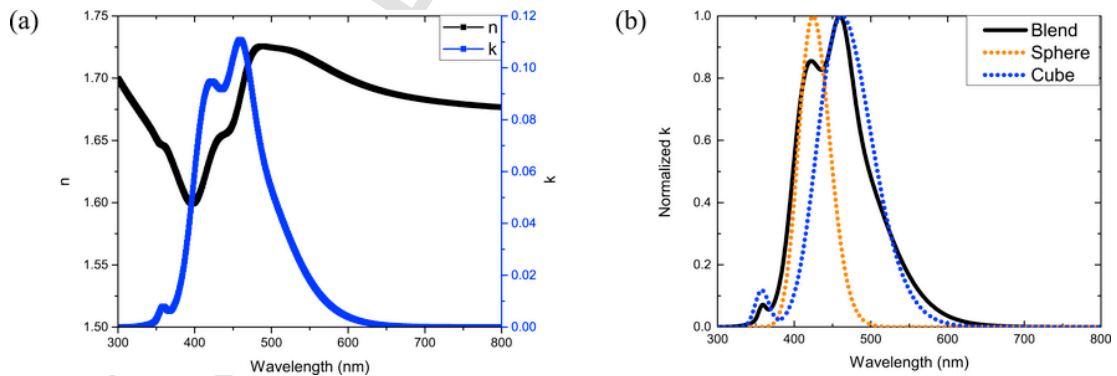 (a)
n
k
1.75
1.70
1.65
1.60
1.55
1.50
n
0.12
0.10
0.08
0.06
0.04
0.02
0.00
k
300 400 500 600 700 800
Wavelength (nm)
(b)
Blend
Sphere
Cube
1.0
0.8
0.6
0.4
0.2
0.0
Normalized k
300 400 500 600 700 800
Wavelength (nm)